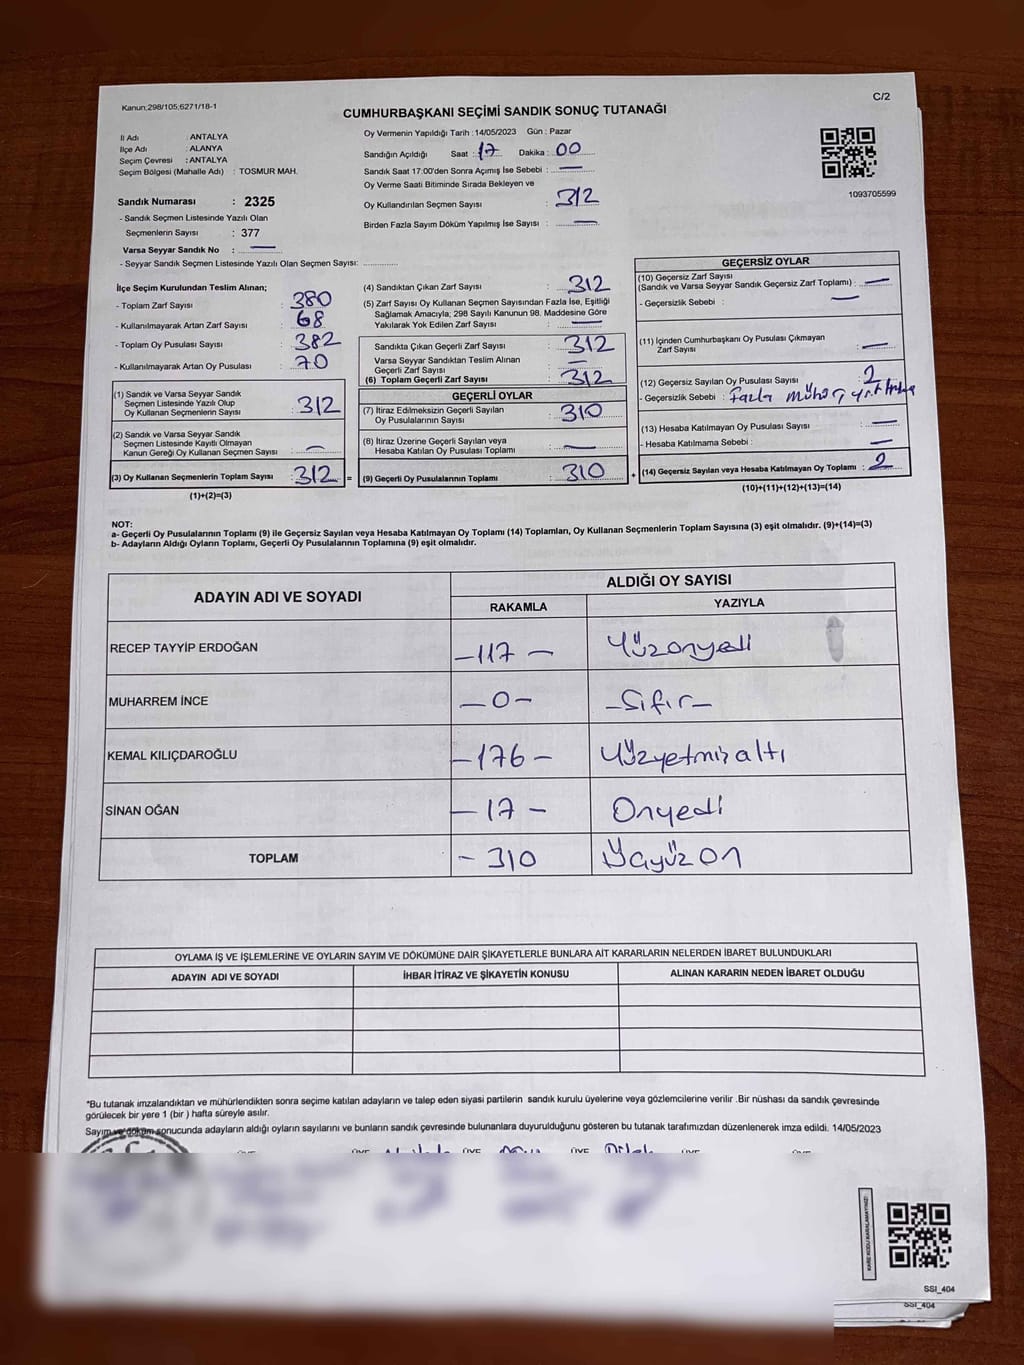 Kanun;298/105;6271/18-1
C/2
CUMHURBAŞKANI SEÇİMİ SANDIK SONUÇ TUTANAĞI
İl Adı : ANTALYA
İlçe Adı : ALANYA
Seçim Çevresi : ANTALYA
Seçim Bölgesi (Mahalle Adı) : TOSMUR MAH.
Sandık Numarası : 2325
- Sandık Seçmen Listesinde Yazılı Olan
Seçmenlerin Sayısı : 377
Varsa Seyyar Sandık No : —
- Seyyar Sandık Seçmen Listesinde Yazılı Olan Seçmen Sayısı: ..............
Oy Vermenin Yapıldığı Tarih : 14/05/2023 Gün : Pazar
Sandığın Açıldığı Saat : 17 Dakika : 00
Sandık Saat 17:00'den Sonra Açımış İse Sebebi : —
Oy Verme Saati Bitiminde Sırada Bekleyen ve
Oy Kullandırılan Seçmen Sayısı : 312
Birden Fazla Sayım Döküm Yapılmış İse Sayısı : —
1093705599
İlçe Seçim Kurulundan Teslim Alınan;
- Toplam Zarf Sayısı : 380
- Kullanılmayarak Artan Zarf Sayısı : 68
- Toplam Oy Pusulası Sayısı : 382
- Kullanılmayarak Artan Oy Pusulası : 70
(1) Sandık ve Varsa Seyyar Sandık
Seçmen Listesinde Yazılı Olup
Oy Kullanan Seçmenlerin Sayısı : 312
(2) Sandık ve Varsa Seyyar Sandık
Seçmen Listesinde Kayıtlı Olmayan
Kanun Gereği Oy Kullanan Seçmen Sayısı : —
(3) Oy Kullanan Seçmenlerin Toplam Sayısı : 312 =
(1)+(2)=(3)
(4) Sandıktan Çıkan Zarf Sayısı : 312
(5) Zarf Sayısı Oy Kullanan Seçmen Sayısından Fazla İse, Eşitliği
Sağlamak Amacıyla; 298 Sayılı Kanunun 98. Maddesine Göre
Yakılarak Yok Edilen Zarf Sayısı : —
Sandıkta Çıkan Geçerli Zarf Sayısı : 312
Varsa Seyyar Sandıktan Teslim Alınan
Geçerli Zarf Sayısı : —
(6) Toplam Geçerli Zarf Sayısı : 312
GEÇERLİ OYLAR
(7) İtiraz Edilmeksizin Geçerli Sayılan
Oy Pusulalarının Sayısı : 310
(8) İtiraz Üzerine Geçerli Sayılan veya
Hesaba Katılan Oy Pusulası Toplamı : —
(9) Geçerli Oy Pusulalarının Toplamı : 310 +
GEÇERSİZ OYLAR
(10) Geçersiz Zarf Sayısı
(Sandık ve Varsa Seyyar Sandık Geçersiz Zarf Toplamı) : —
- Geçersizlik Sebebi : —
(11) İçinden Cumhurbaşkanı Oy Pusulası Çıkmayan
Zarf Sayısı : —
(12) Geçersiz Sayılan Oy Pusulası Sayısı : 2
- Geçersizlik Sebebi : fazla mühür
(13) Hesaba Katılmayan Oy Pusulası Sayısı : —
- Hesaba Katılmama Sebebi : —
(14) Geçersiz Sayılan veya Hesaba Katılmayan Oy Toplamı : 2
(10)+(11)+(12)+(13)=(14)
NOT:
a- Geçerli Oy Pusulalarının Toplamı (9) ile Geçersiz Sayılan veya Hesaba Katılmayan Oy Toplamı (14) Toplamları, Oy Kullanan Seçmenlerin Toplam Sayısına (3) eşit olmalıdır. (9)+(14)=(3)
b- Adayların Aldığı Oyların Toplamı, Geçerli Oy Pusulalarının Toplamına (9) eşit olmalıdır.
ADAYIN ADI VE SOYADI
ALDIĞI OY SAYISI
RAKAMLA YAZIYLA
RECEP TAYYİP ERDOĞAN – 117 – Yüzonyedi
MUHARREM İNCE – 0 – – Sıfır –
KEMAL KILIÇDAROĞLU – 176 – Yüzyetmişaltı
SİNAN OĞAN – 17 – Onyedi
TOPLAM – 310 Üçyüzon
OYLAMA İŞ VE İŞLEMLERİNE VE OYLARIN SAYIM VE DÖKÜMÜNE DAİR ŞİKAYETLERLE BUNLARA AİT KARARLARIN NELERDEN İBARET BULUNDUKLARI
ADAYIN ADI VE SOYADI İHBAR İTİRAZ VE ŞİKAYETİN KONUSU ALINAN KARARIN NEDEN İBARET OLDUĞU
*Bu tutanak imzalandıktan ve mühürlendikten sonra seçime katılan adayların ve talep eden siyasi partilerin sandık kurulu üyelerine veya gözlemcilerine verilir .Bir nüshası da sandık çevresinde
görülecek bir yere 1 (bir ) hafta süreyle asılır.
Sayım ve döküm sonucunda adayların aldığı oyların sayılarını ve bunların sandık çevresinde bulunanlara duyurulduğunu gösteren bu tutanak tarafımızdan düzenlenerek imza edildi. 14/05/2023
ÜYE ÜYE ÜYE ÜYE ÜYE ÜYE
KARE KODU KARALAMAYINIZ!
SSI_404
SSI_404